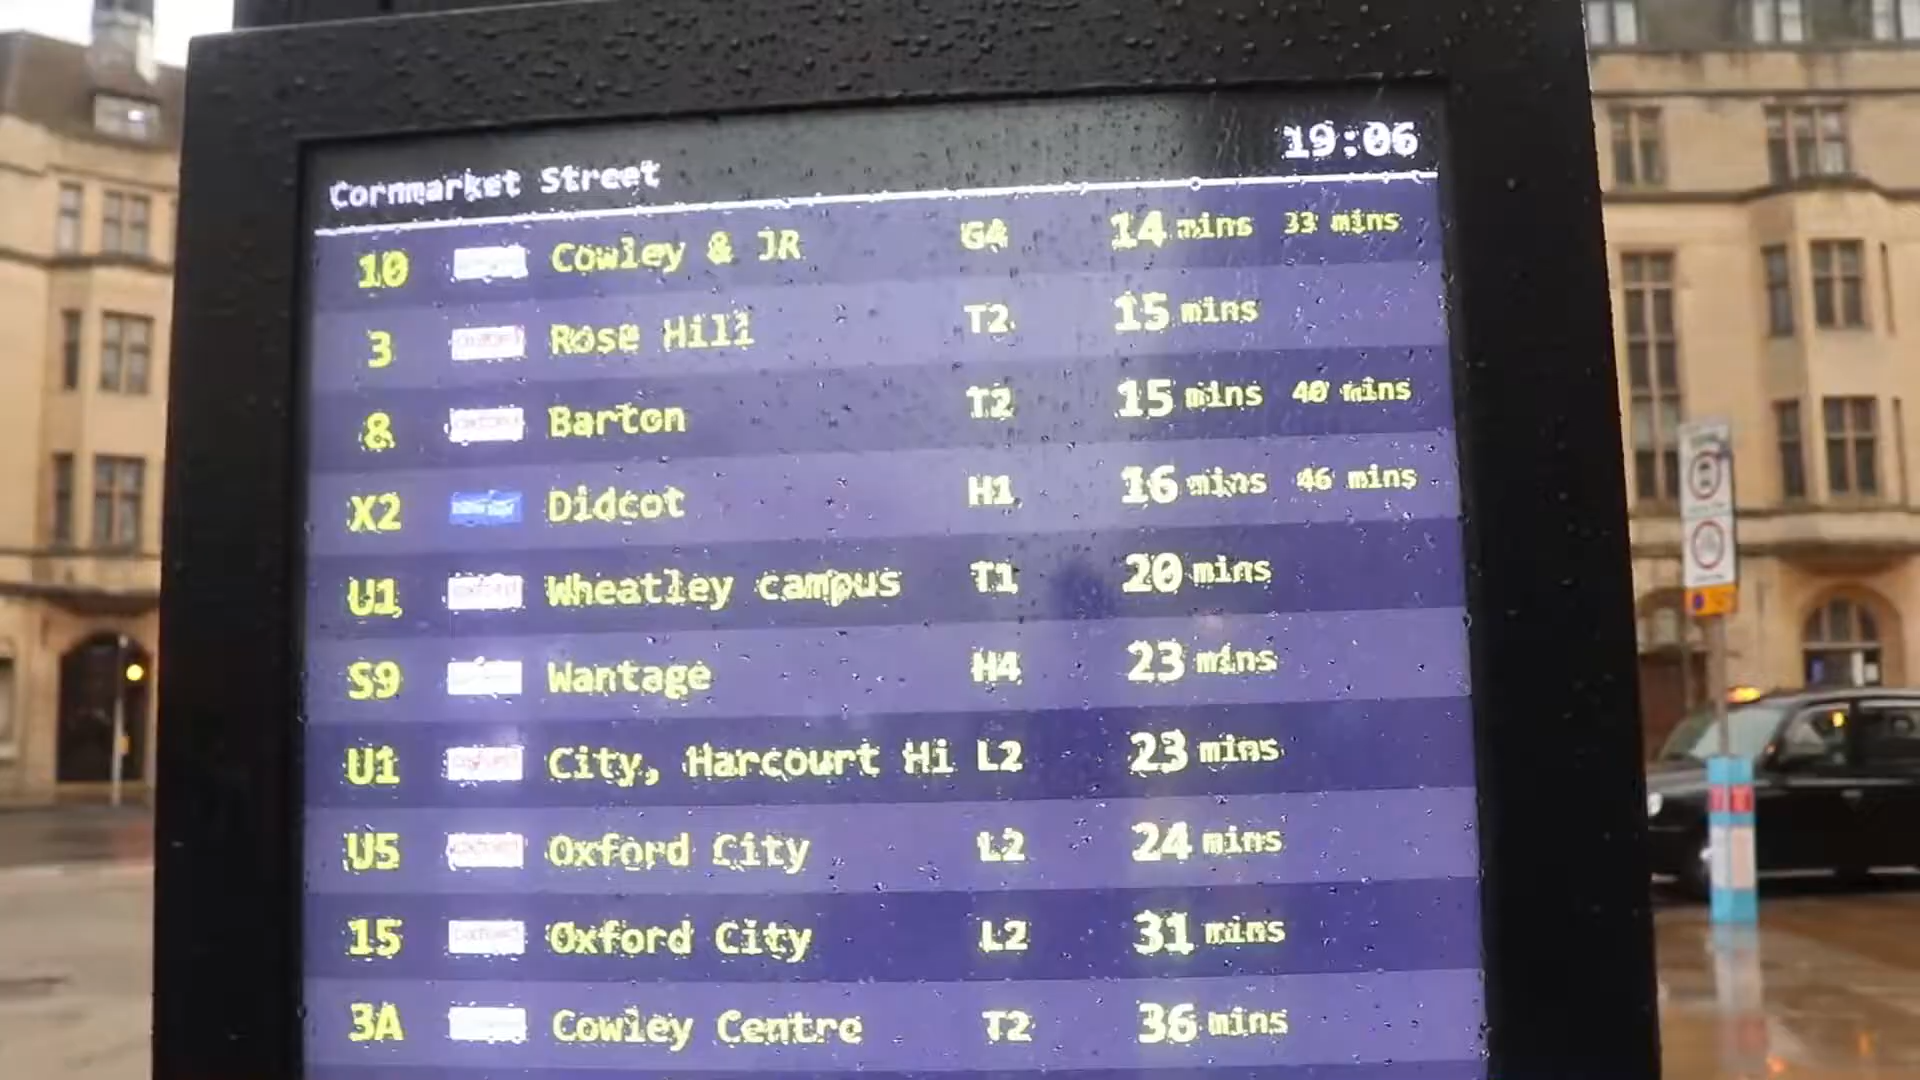 19:06
Cornmarket Street
10 Cowley & JR G4 14 mins 33 mins
3 Rose Hill T2 15 mins
8 Barton T2 15 mins 40 mins
X2 Didcot H1 16 mins 46 mins
U1 Wheatley campus T1 20 mins
S9 Wantage H4 23 mins
U1 City, Harcourt Hi L2 23 mins
U5 Oxford City L2 24 mins
15 Oxford City L2 31 mins
3A Cowley Centre T2 36 mins